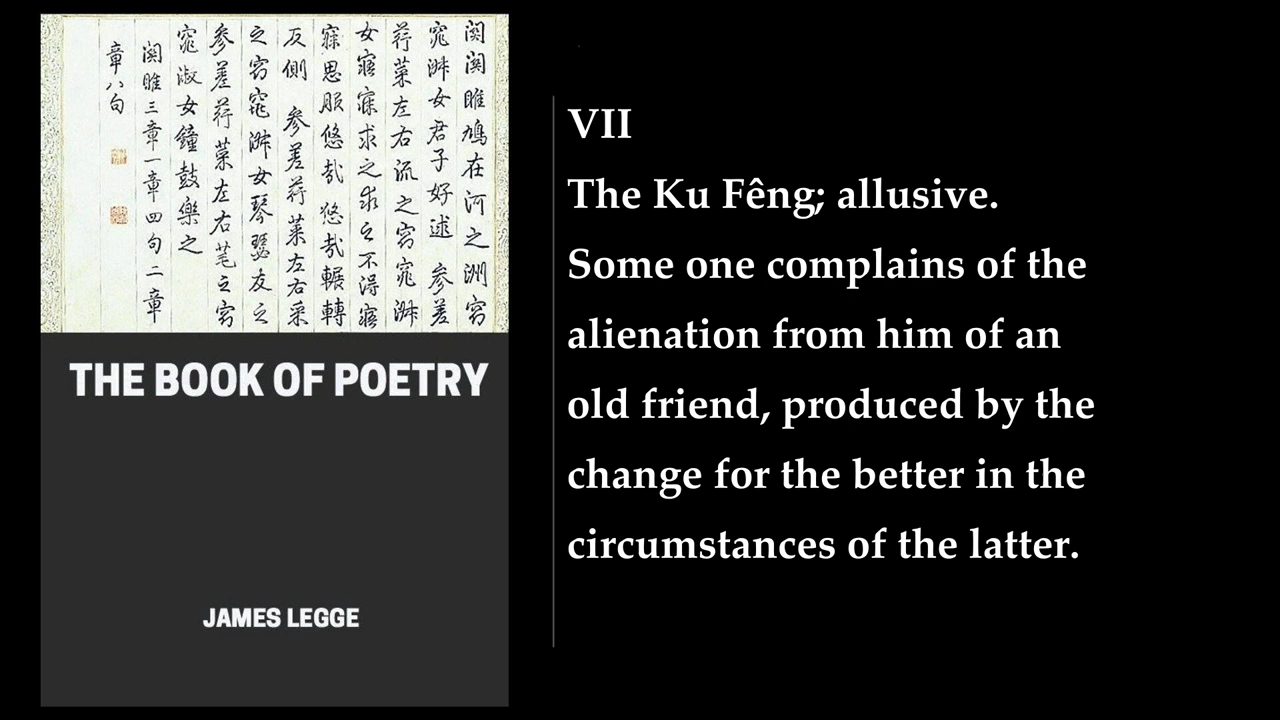 關關雎鳩在河之洲窈
窕淑女君子好逑 參差
荇菜左右流之窈窕淑
女寤寐求之求之不得寤
寐思服悠哉悠哉輾轉
反側 參差荇菜左右采
之窈窕淑女琴瑟友之
參差荇菜左右芼之窈
窕淑女鐘鼓樂之
關雎三章一章四句二章
章八句
THE BOOK OF POETRY
JAMES LEGGE
VII
The Ku Fêng; allusive.
Some one complains of the
alienation from him of an
old friend, produced by the
change for the better in the
circumstances of the latter.